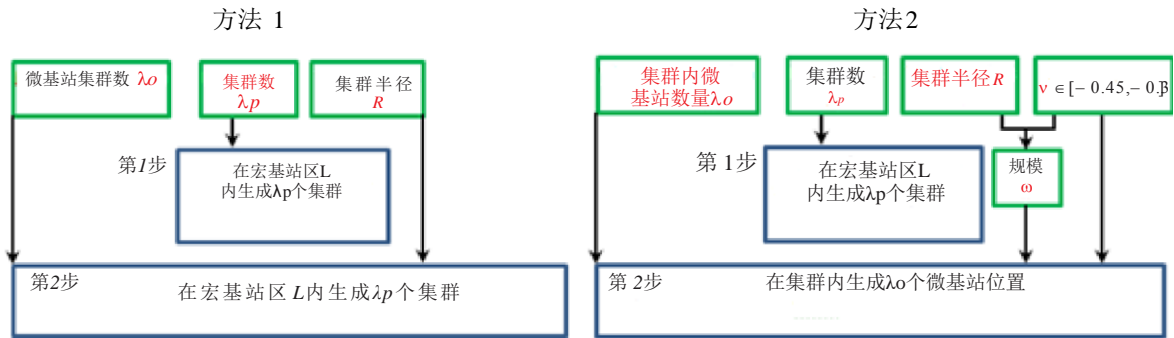 方法 1
微基站集群数 λo
集群数
λp
集群半径
R
第1步
在宏基站区L
内生成λp个集群
第2步
在宏基站区L内生成λp个集群
方法2
集群内微
基站数量λo
集群数
λp
集群半径R
ν ∈[− 0.45,− 0.
第 1步
在宏基站区L
内生成λp个集群
规模
ω
第 2步
在集群内生成λo个微基站位置